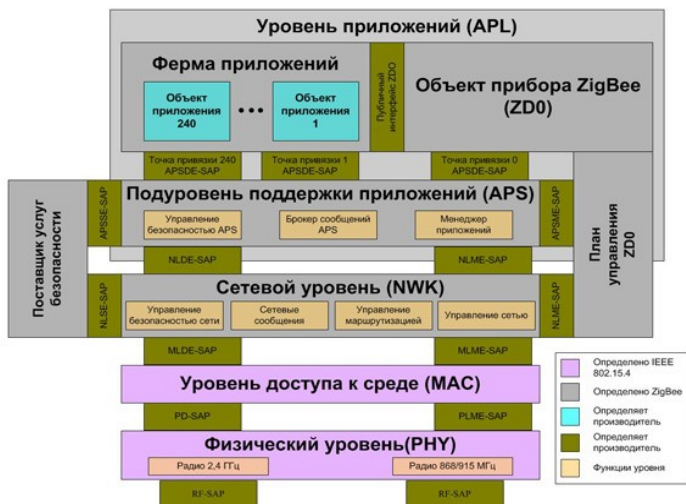 Уровень приложений (APL)
Ферма приложений
Объект
приложения
240
•••
Объект
приложения
1
Публичный
интерфейс ZDO
Объект прибора ZigBee
(ZD0)
Точка привязки 240
APSDE-SAP
Точка привязки 1
APSDE-SAP
Точка привязки 0
APSDE-SAP
Поставщик услуг
безопасности
APSSE-SAP
Подуровень поддержки приложений (APS)
Управление
безопасностью APS
Брокер сообщений
APS
Менеджер
приложений
APSME-SAP
План
управления
ZD0
NLDE-SAP
NLME-SAP
NLSE-SAP
Сетевой уровень (NWK)
Управление
безопасностью сети
Сетевые
сообщения
Управление
маршрутизацией
Управление сетью
NLME-SAP
MLDE-SAP
MLME-SAP
Уровень доступа к среде (MAC)
PD-SAP
PLME-SAP
Физический уровень(PHY)
Радио 2,4 ГГц
Радио 868/915 МГц
RF-SAP
RF-SAP
Определено IEEE
802.15.4
Определено ZigBee
Определяет
производитель
Определяет
производитель
Функции уровня